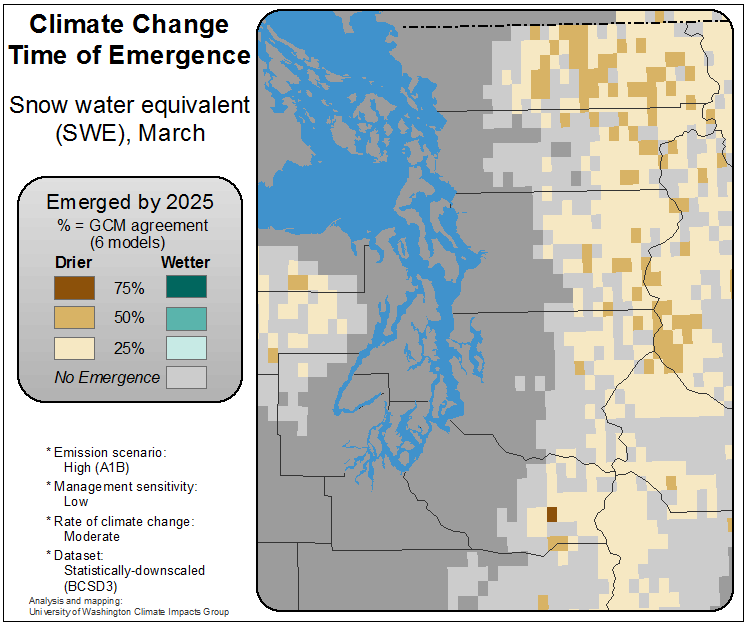 Climate Change
Time of Emergence
Snow water equivalent
(SWE), March
Emerged by 2025
% = GCM agreement
(6 models)
Drier Wetter
75%
50%
25%
No Emergence
* Emission scenario:
High (A1B)
* Management sensitivity:
Low
* Rate of climate change:
Moderate
* Dataset:
Statistically-downscaled
(BCSD3)
Analysis and mapping:
University of Washington Climate Impacts Group